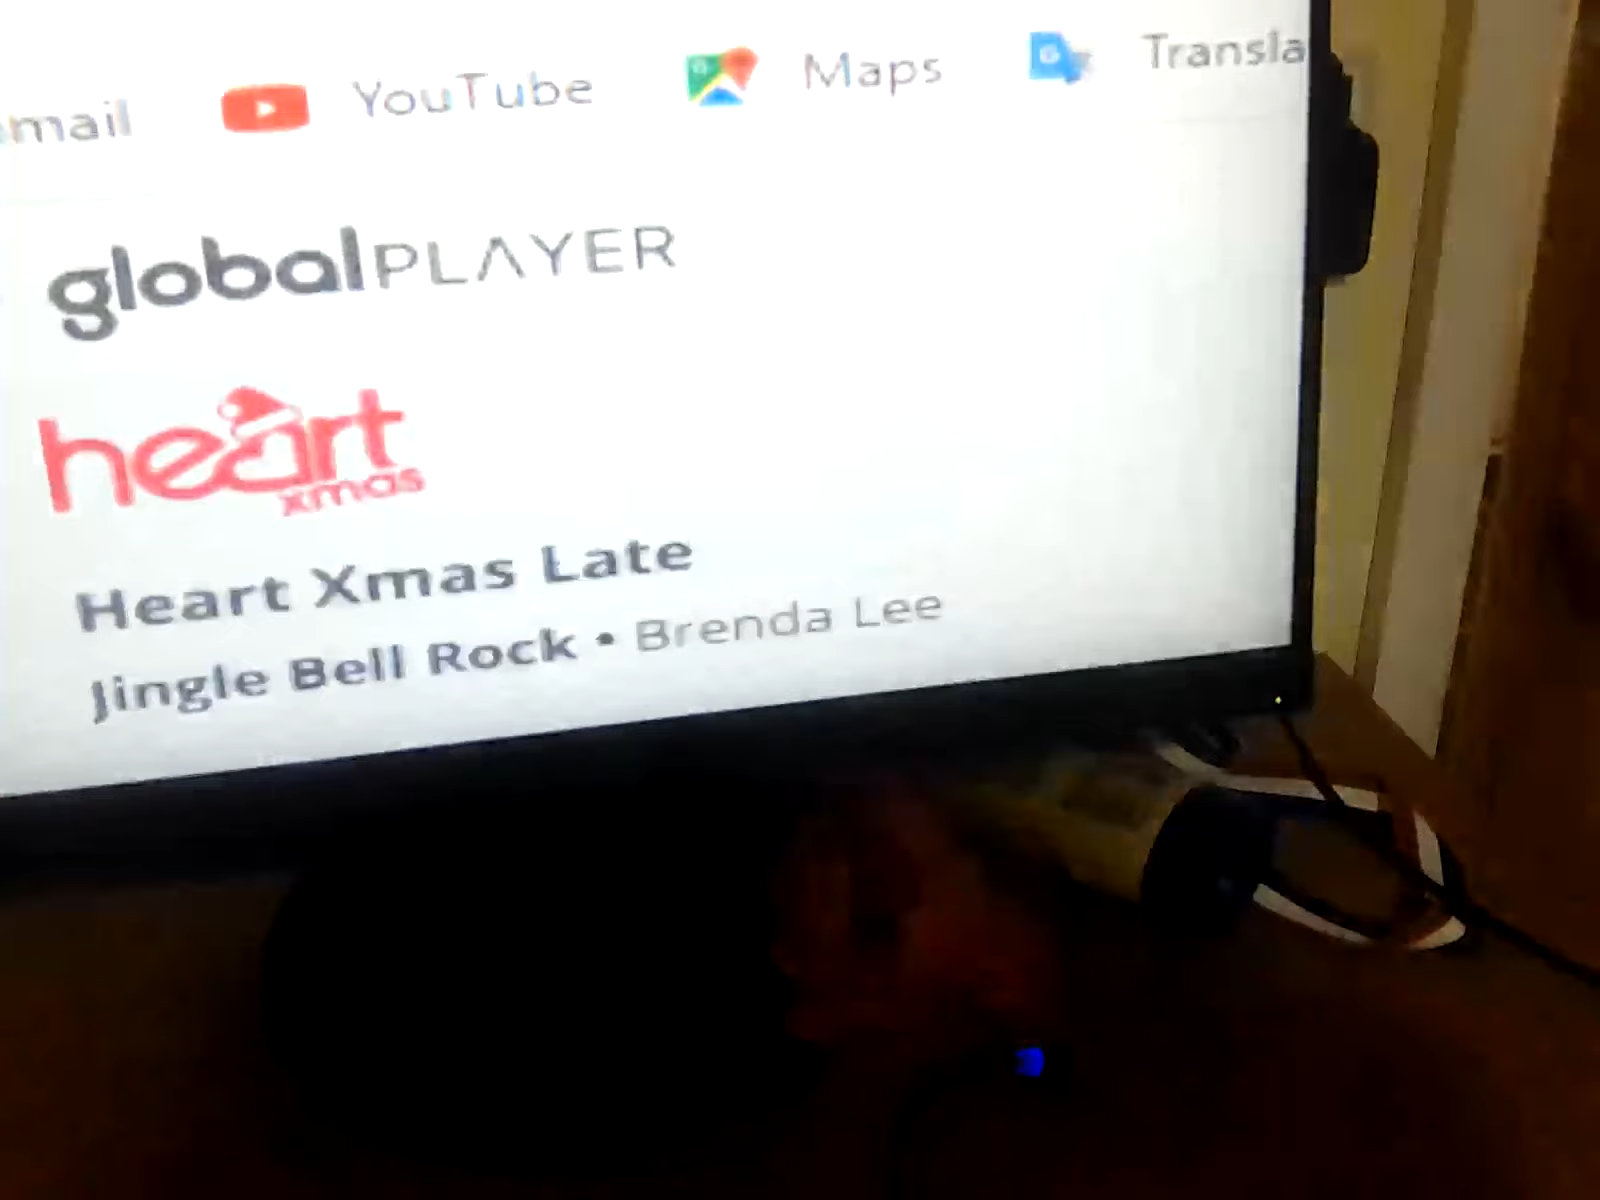 mail YouTube Maps Transla
globalPLAYER
heart
xmas
Heart Xmas Late
Jingle Bell Rock • Brenda Lee